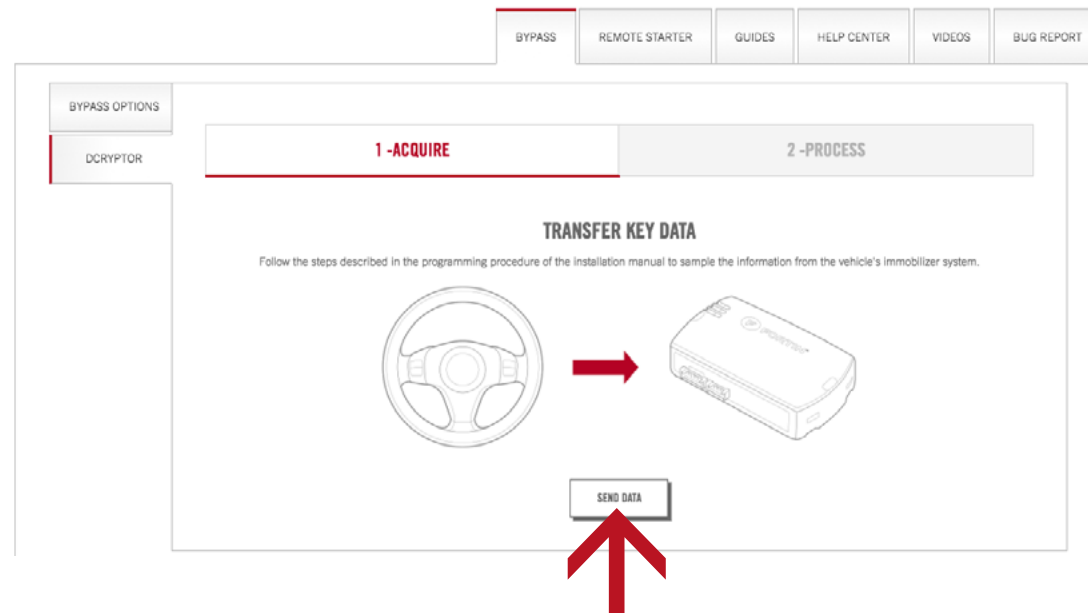 BYPASS
REMOTE STARTER
GUIDES
HELP CENTER
VIDEOS
BUG REPORT
BYPASS OPTIONS
DCRYPTOR
1 -ACQUIRE
2 -PROCESS
TRANSFER KEY DATA
Follow the steps described in the programming procedure of the installation manual to sample the information from the vehicle's immobilizer system.
FORTIN
SEND DATA